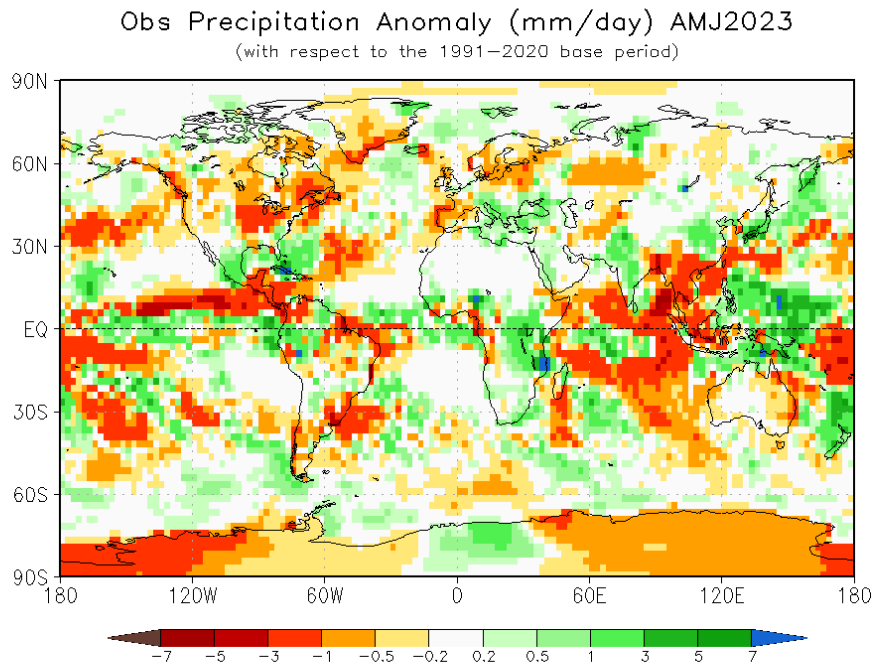 Obs Precipitation Anomaly (mm/day) AMJ2023
(with respect to the 1991–2020 base period)
90N
60N
30N
EQ
30S
60S
90S
180 120W 60W 0 60E 120E 180
−7 −5 −3 −1 −0.5 −0.2 0.2 0.5 1 3 5 7